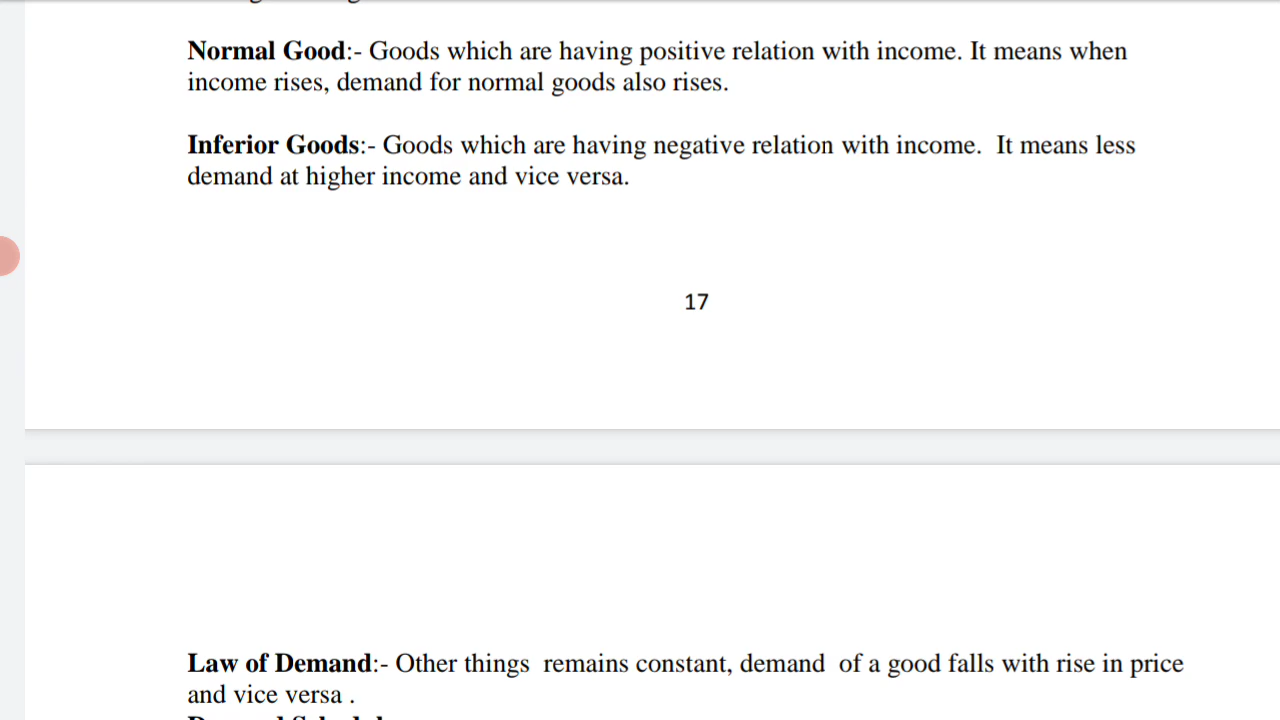 Normal Good:- Goods which are having positive relation with income. It means when
income rises, demand for normal goods also rises.
Inferior Goods:- Goods which are having negative relation with income.  It means less
demand at higher income and vice versa.
17
Law of Demand:- Other things  remains constant, demand  of a good falls with rise in price
and vice versa .